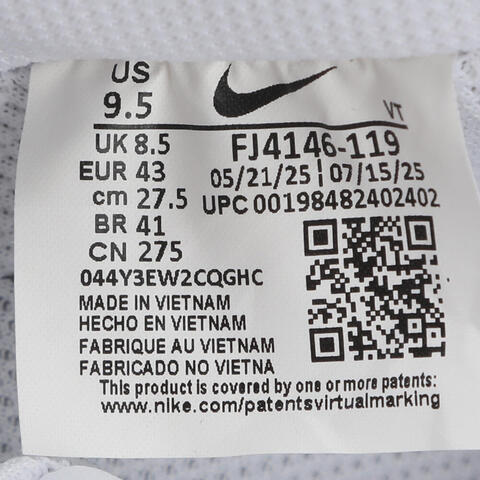 US
9.5
VT
UK 8.5
FJ4146-119
EUR 43
05/21/25 | 07/15/25
cm 27.5
UPC 00198482402402
BR 41
CN 275
044Y3EW2CQGHC
MADE IN VIETNAM
HECHO EN VIETNAM
FABRIQUE AU VIETNAM
FABRICADO NO VIETNA
This product is covered by one or more patents:
www.nike.com/patentsvirtualmarking